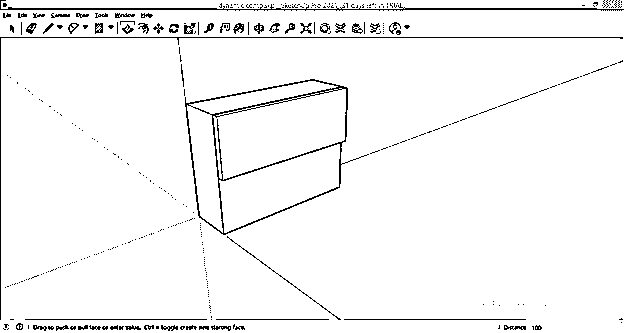 File Edit View Camera Draw Tools Window Help
Drag to push or pull face or enter value. Ctrl = toggle create new starting face.
Distance 100